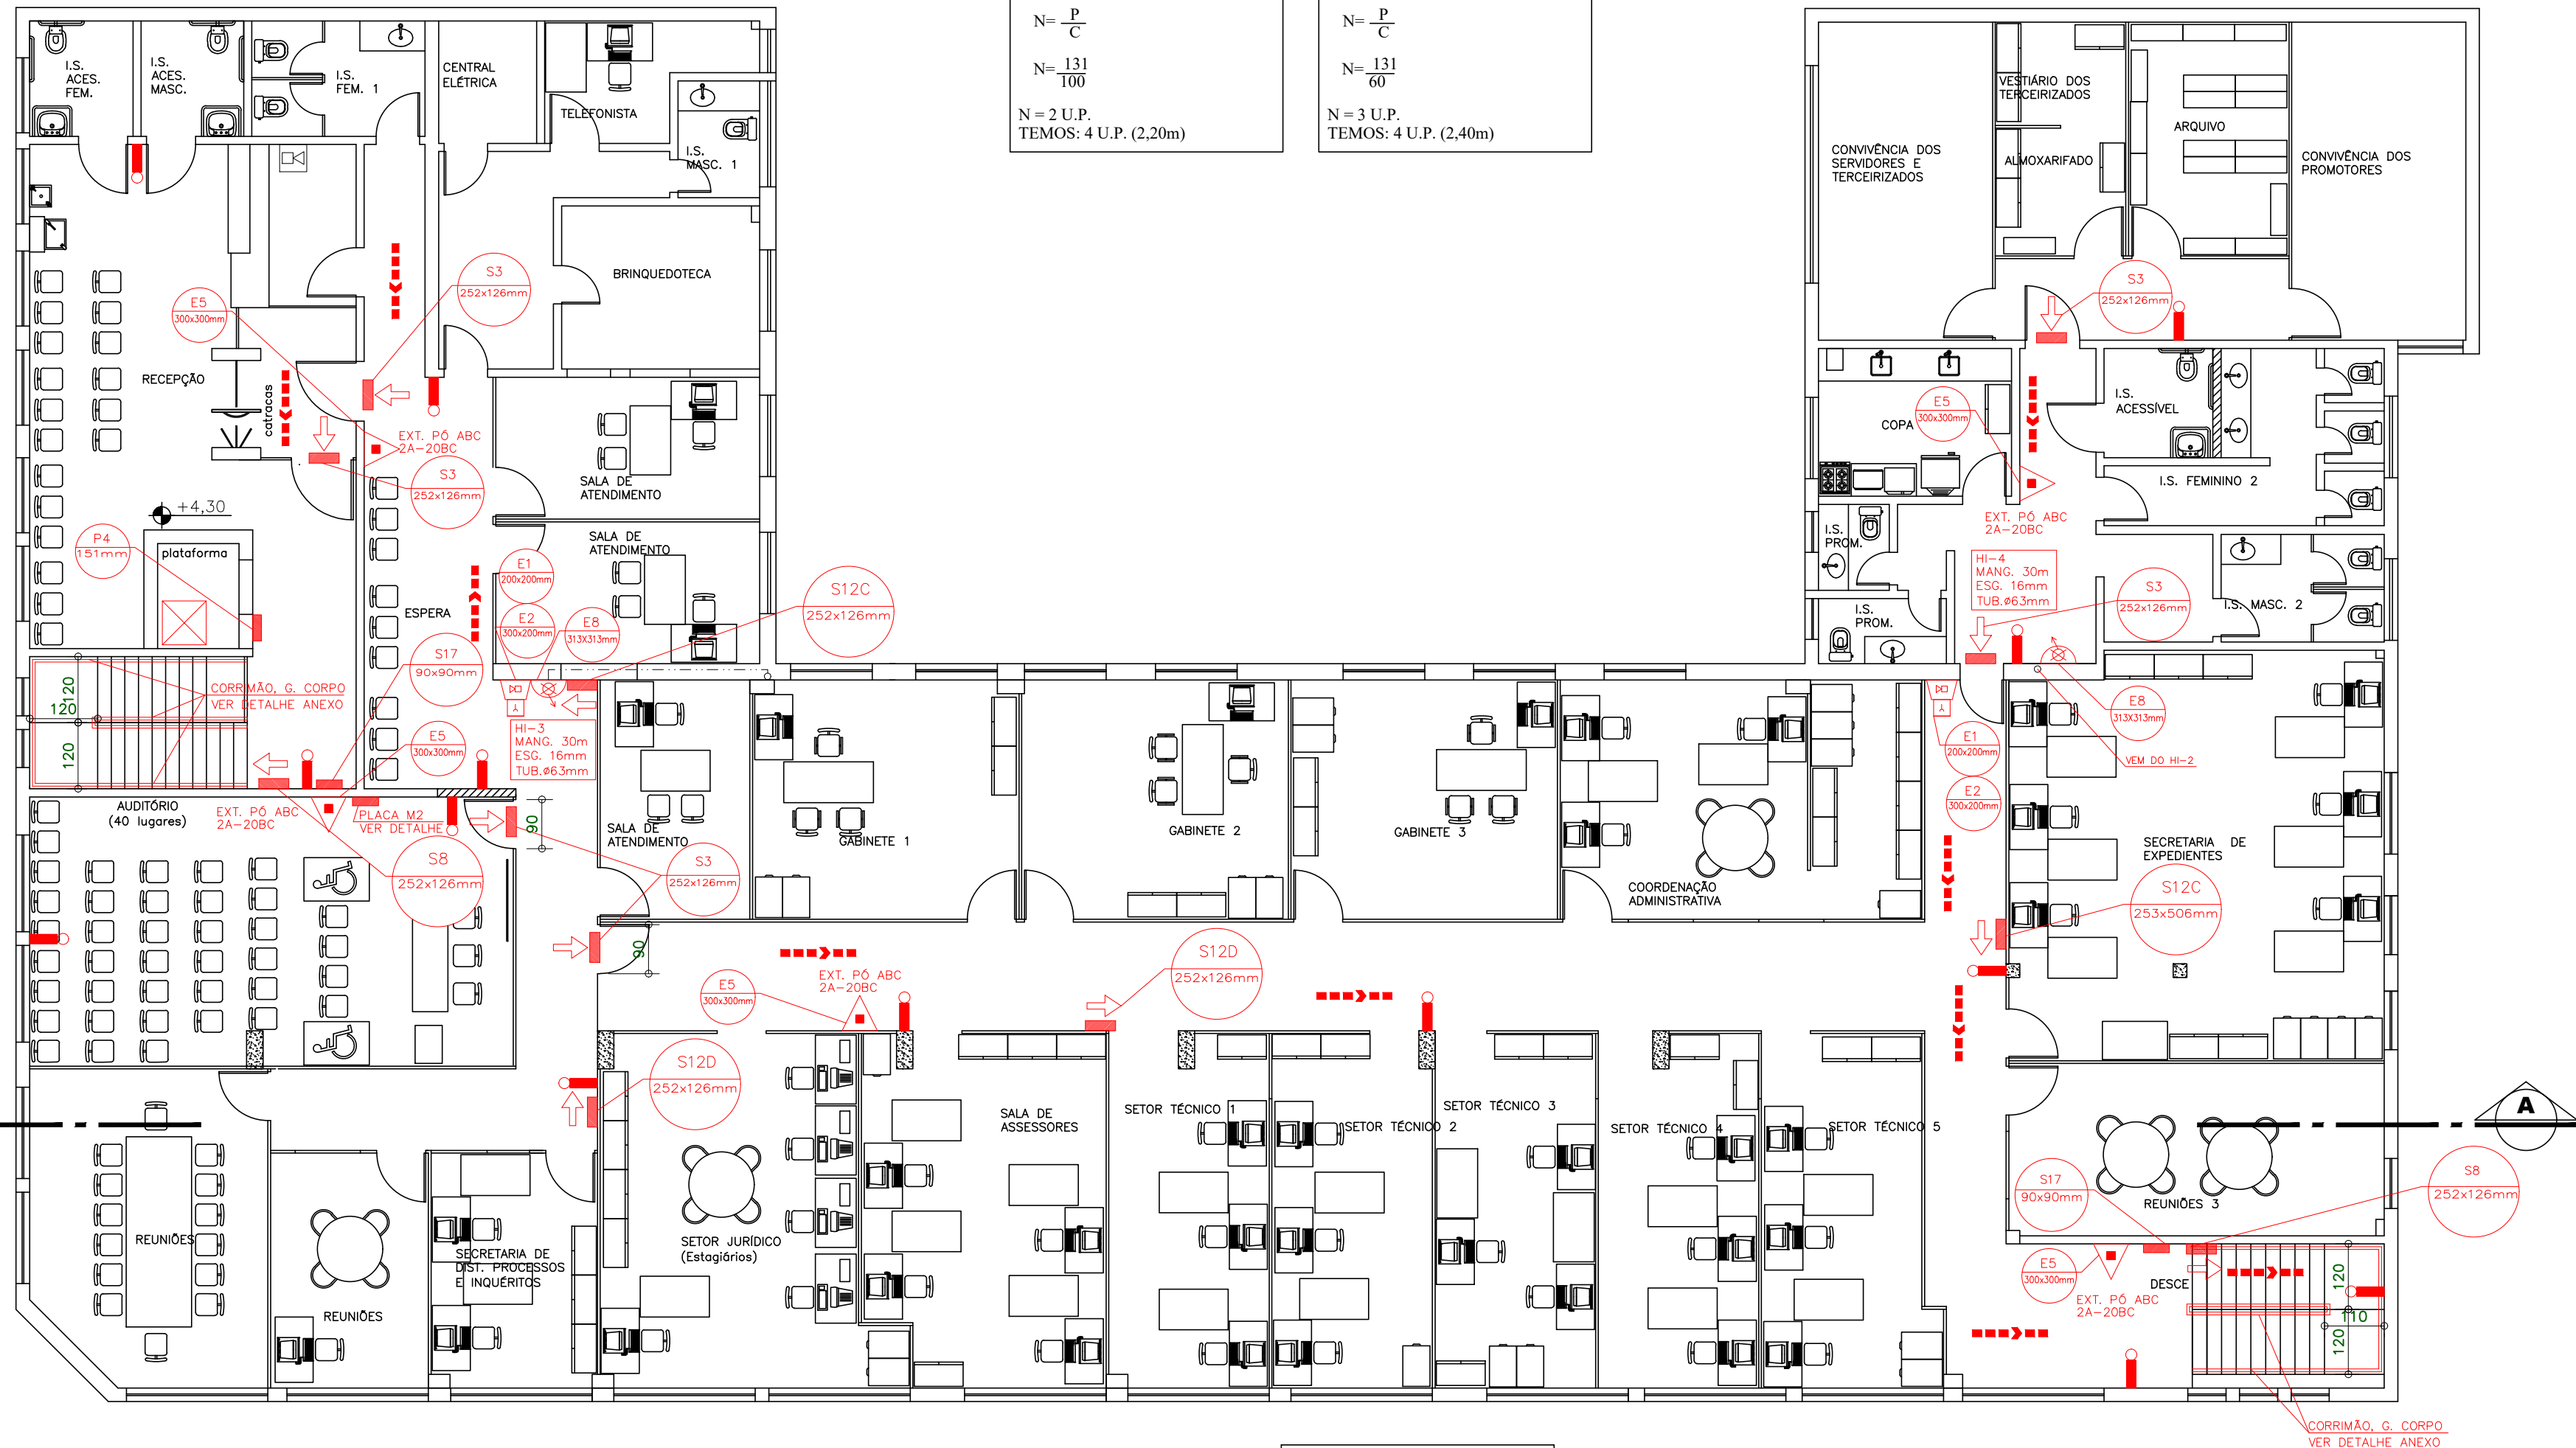 N= P
C
N= 131
100
N = 2 U.P.
TEMOS: 4 U.P. (2,20m)
N= P
C
N= 131
60
N = 3 U.P.
TEMOS: 4 U.P. (2,40m)
I.S.
ACES.
FEM.
I.S.
ACES.
MASC.
I.S.
FEM. 1
CENTRAL
ELÉTRICA
TELEFONISTA
I.S.
MASC. 1
BRINQUEDOTECA
S3
252x126mm
E5
300x300mm
RECEPÇÃO
catracas
EXT. PÓ ABC
2A-20BC
S3
252x126mm
SALA DE
ATENDIMENTO
+4,30
P4
151mm
plataforma
SALA DE
ATENDIMENTO
E1
200x200mm
E2
300x200mm
E8
313X313mm
S12C
252x126mm
ESPERA
S17
90x90mm
CORRIMÃO, G. CORPO
VER DETALHE ANEXO
120
120
120
E5
300x300mm
HI-3
MANG. 30m
ESG. 16mm
TUB.ø63mm
AUDITÓRIO
(40 lugares)
EXT. PÓ ABC
2A-20BC
PLACA M2
VER DETALHE
90
S8
252x126mm
SALA DE
ATENDIMENTO
S3
252x126mm
90
GABINETE 1
GABINETE 2
GABINETE 3
COORDENAÇÃO
ADMINISTRATIVA
EXT. PÓ ABC
2A-20BC
E5
300x300mm
S12D
252x126mm
S12D
252x126mm
REUNIÕES
REUNIÕES
SECRETARIA DE
DIST. PROCESSOS
E INQUÉRITOS
SETOR JURÍDICO
(Estagiários)
SALA DE
ASSESSORES
SETOR TÉCNICO 1
SETOR TÉCNICO 2
SETOR TÉCNICO 3
SETOR TÉCNICO 4
SETOR TÉCNICO 5
CONVIVÊNCIA DOS
SERVIDORES E
TERCEIRIZADOS
VESTIÁRIO DOS
TERCEIRIZADOS
ALMOXARIFADO
ARQUIVO
CONVIVÊNCIA DOS
PROMOTORES
S3
252x126mm
COPA
E5
300x300mm
I.S.
ACESSÍVEL
I.S. FEMININO 2
EXT. PÓ ABC
2A-20BC
I.S.
PROM.
HI-4
MANG. 30m
ESG. 16mm
TUB.ø63mm
S3
252x126mm
I.S. MASC. 2
I.S.
PROM.
E8
313X313mm
E1
200x200mm
VEM DO HI-2
E2
300x200mm
SECRETARIA DE
EXPEDIENTES
S12C
253x506mm
A
S17
90x90mm
REUNIÕES 3
S8
252x126mm
E5
300x300mm
DESCE
EXT. PÓ ABC
2A-20BC
120
110
120
CORRIMÃO, G. CORPO
VER DETALHE ANEXO